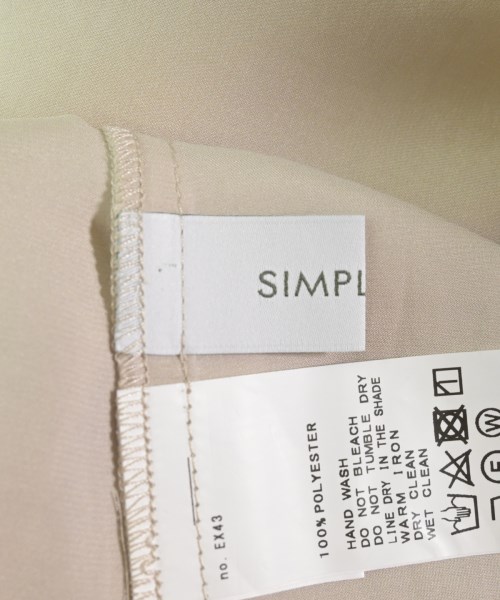 SIMPL
no. EX43
100% POLYESTER
HAND WASH
DO NOT BLEACH
DO NOT TUMBLE DRY
LINE DRY IN THE SHADE
WARM IRON
DRY CLEAN
WET CLEAN